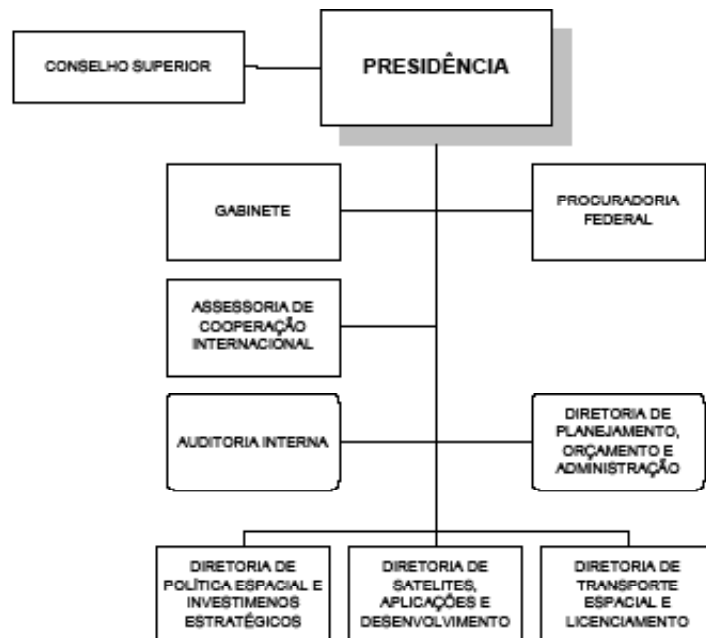 CONSELHO SUPERIOR
PRESIDÊNCIA
GABINETE
PROCURADORIA
FEDERAL
ASSESSORIA DE
COOPERAÇÃO
INTERNACIONAL
AUDITORIA INTERNA
DIRETORIA DE
PLANEJAMENTO,
ORÇAMENTO E
ADMINISTRAÇÃO
DIRETORIA DE
POLÍTICA ESPACIAL E
INVESTIMENOS
ESTRATÉGICOS
DIRETORIA DE
SATELITES,
APLICAÇÕES E
DESENVOLVIMENTO
DIRETORIA DE
TRANSPORTE
ESPACIAL E
LICENCIAMENTO